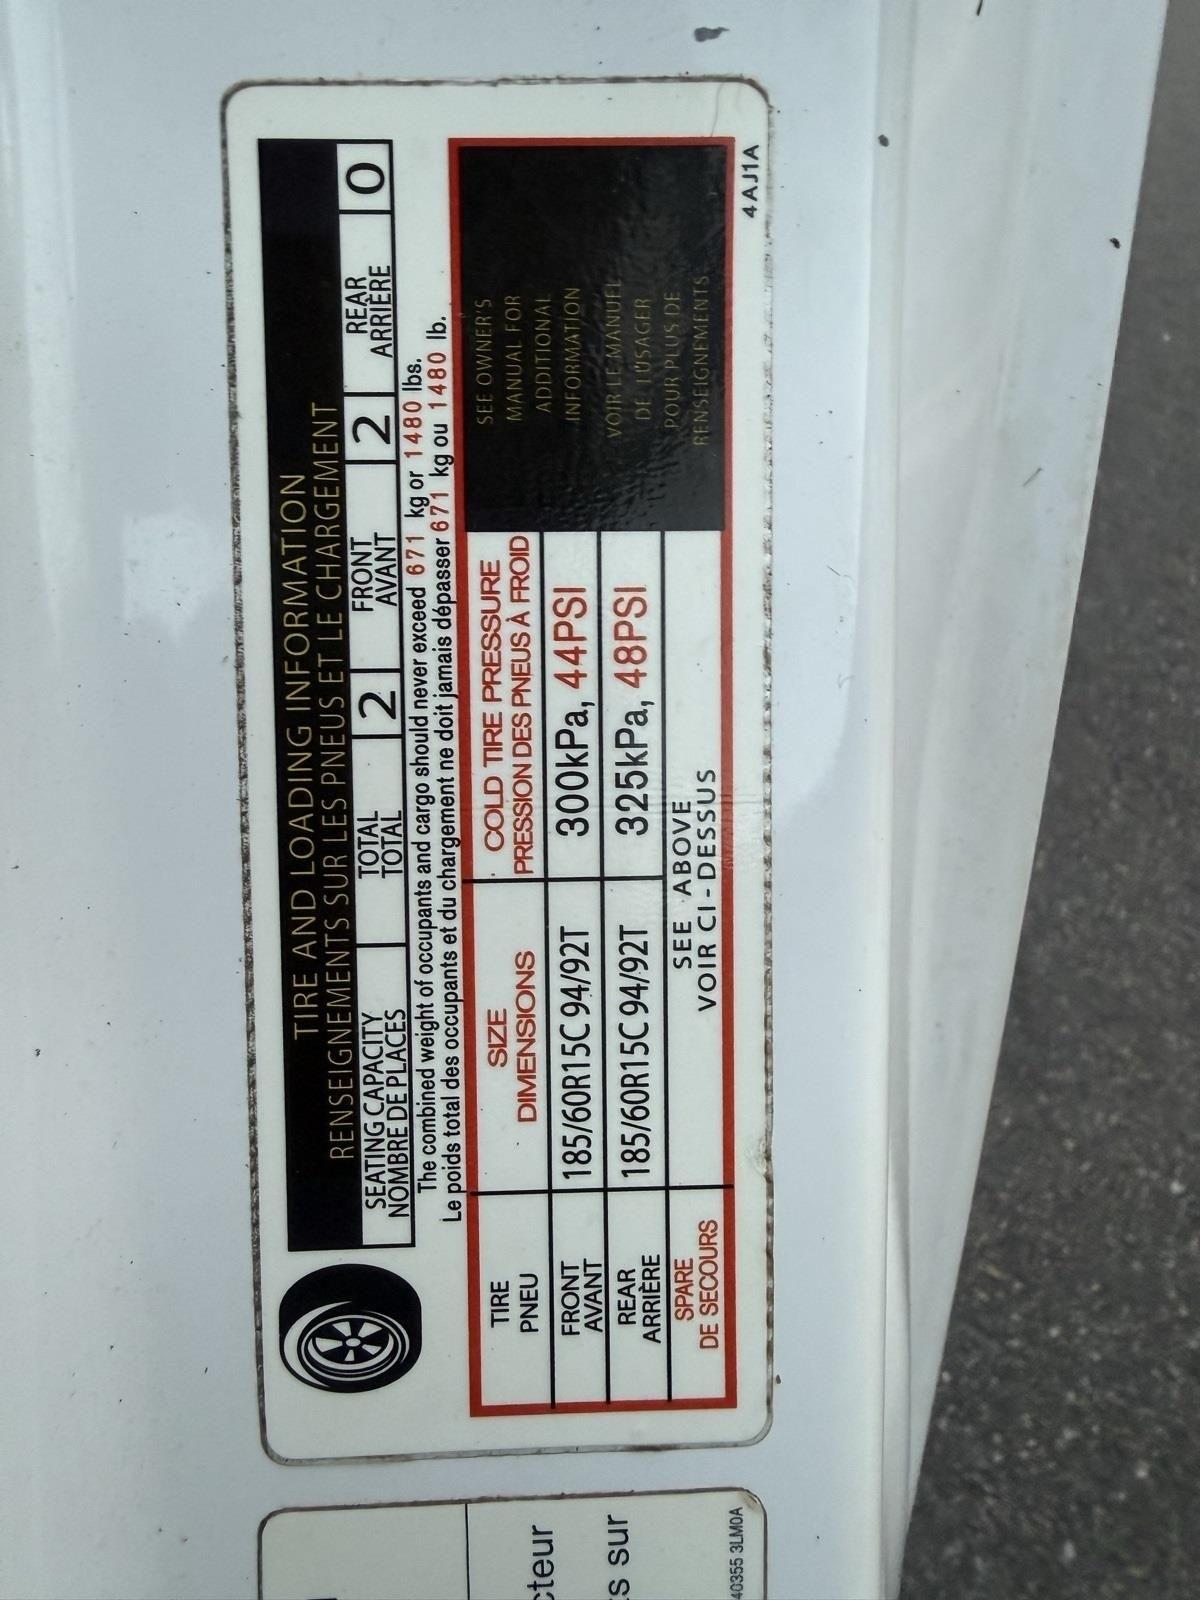 TIRE AND LOADING INFORMATION
RENSEIGNEMENTS SUR LES PNEUS ET LE CHARGEMENT
SEATING CAPACITY
NOMBRE DE PLACES
TOTAL
TOTAL
2
FRONT
AVANT
2
REAR
ARRIÈRE
0
The combined weight of occupants and cargo should never exceed 671 kg or 1480 lbs.
Le poids total des occupants et du chargement ne doit jamais dépasser 671 kg ou 1480 lb.
TIRE
PNEU
SIZE
DIMENSIONS
COLD TIRE PRESSURE
PRESSION DES PNEUS À FROID
FRONT
AVANT
185/60R15C 94/92T
300kPa, 44PSI
REAR
ARRIÈRE
185/60R15C 94/92T
325kPa, 48PSI
SPARE
DE SECOURS
SEE ABOVE
VOIR CI-DESSUS
SEE OWNER'S
MANUAL FOR
ADDITIONAL
INFORMATION
VOIR LE MANUEL
DE L'USAGER
POUR PLUS DE
RENSEIGNEMENTS
4AJ1A
cteur
s sur
40355 3LM0A